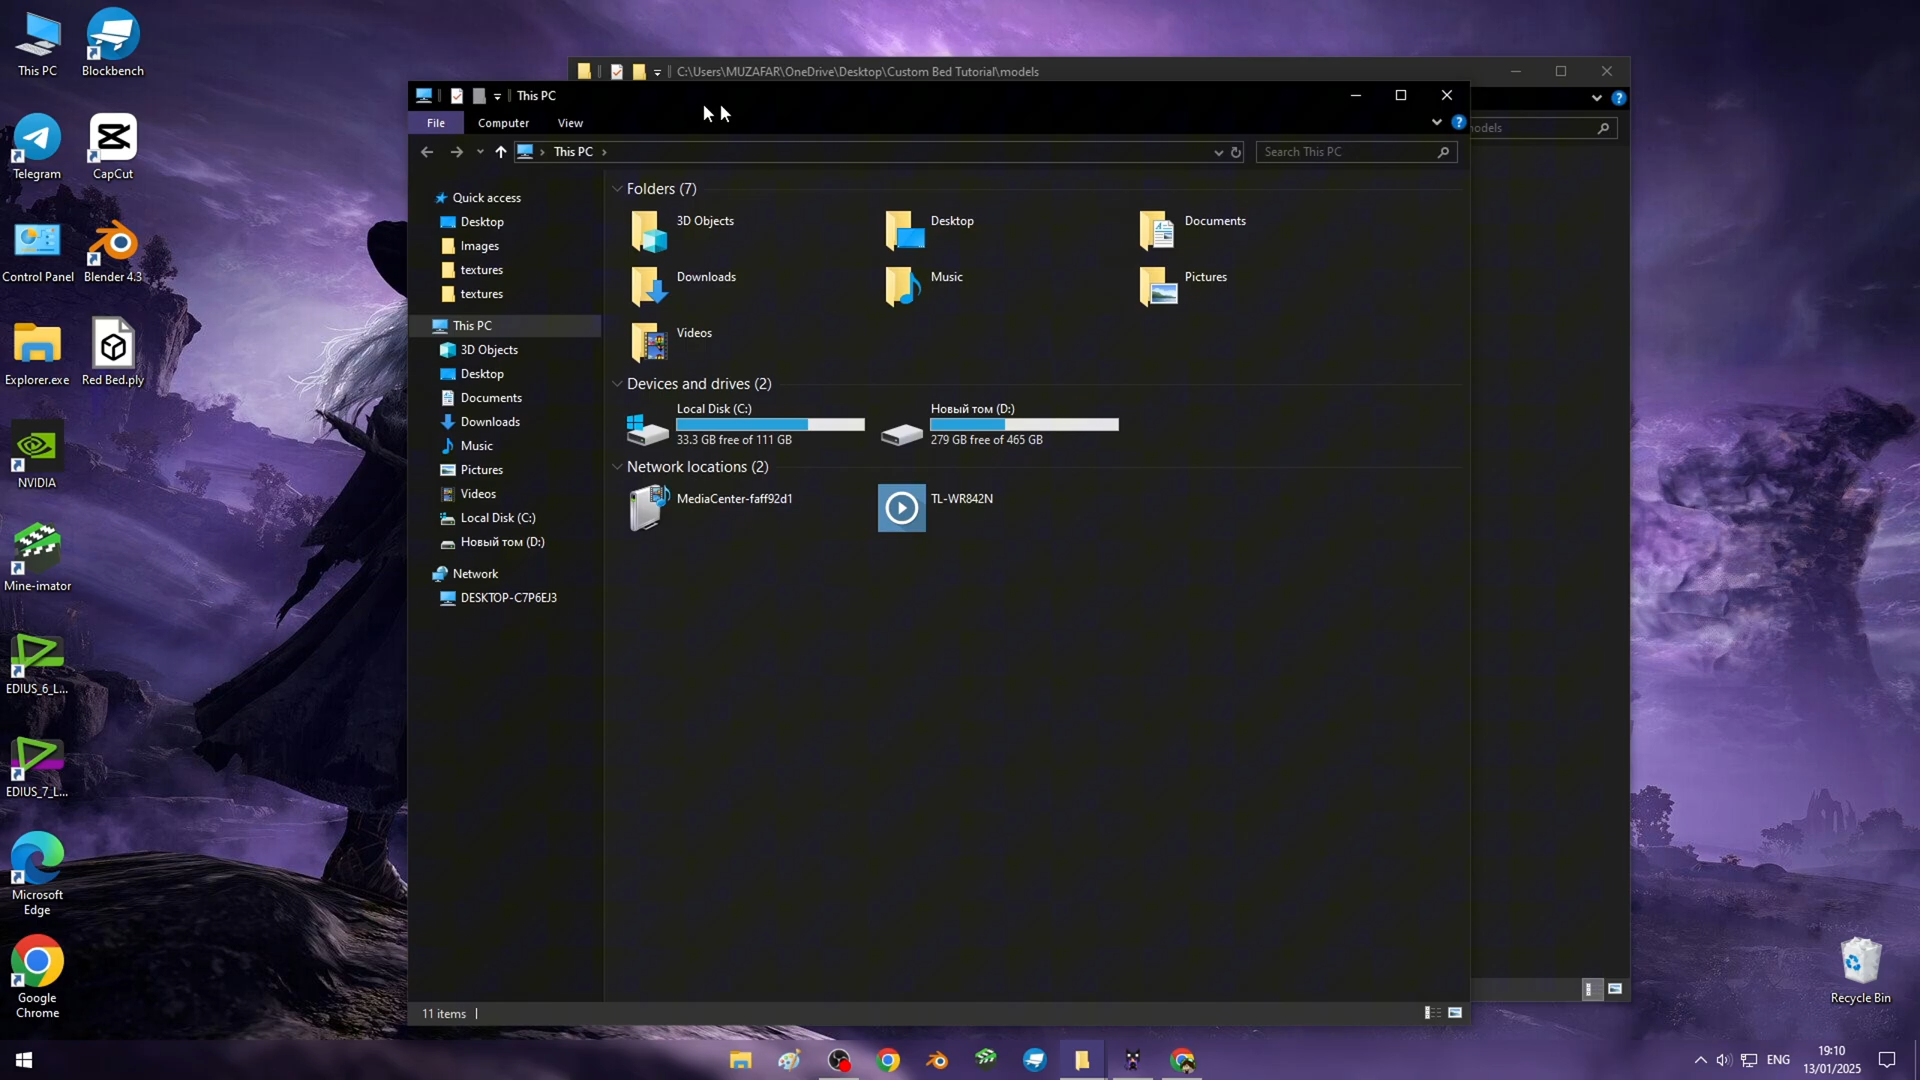 This PC
Blockbench
Telegram
CapCut
Control Panel
Blender 4.3
Explorer.exe
Red Bed.ply
NVIDIA
Mine-imator
EDIUS_6_L...
EDIUS_7_L...
Microsoft
Edge
Google
Chrome
C:\Users\MUZAFAR\OneDrive\Desktop\Custom Bed Tutorial\models
This PC
File
Computer
View
This PC
Search This PC
Quick access
Desktop
Images
textures
textures
This PC
3D Objects
Desktop
Documents
Downloads
Music
Pictures
Videos
Local Disk (C:)
Новый том (D:)
Network
DESKTOP-C7P6EJ3
Folders (7)
3D Objects
Desktop
Documents
Downloads
Music
Pictures
Videos
Devices and drives (2)
Local Disk (C:)
33.3 GB free of 111 GB
Новый том (D:)
279 GB free of 465 GB
Network locations (2)
MediaCenter-faff92d1
TL-WR842N
11 items
Recycle Bin
ENG
19:10
13/01/2025